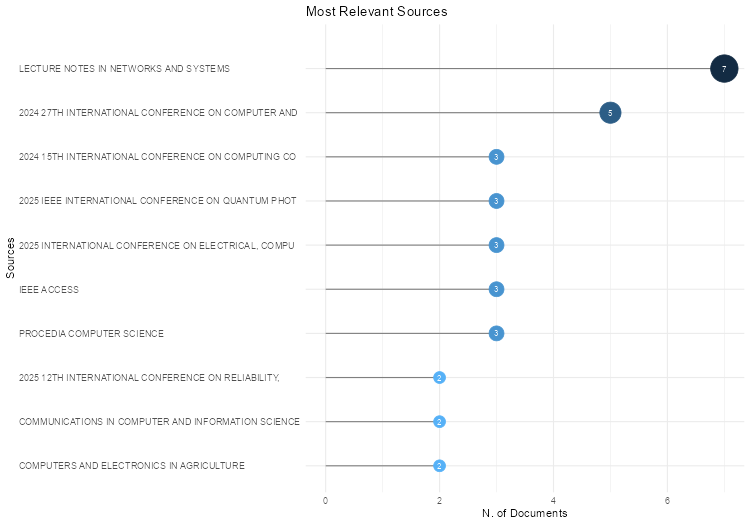 Most Relevant Sources
LECTURE NOTES IN NETWORKS AND SYSTEMS
7
2024 27TH INTERNATIONAL CONFERENCE ON COMPUTER AND
5
2024 15TH INTERNATIONAL CONFERENCE ON COMPUTING CO
3
2025 IEEE INTERNATIONAL CONFERENCE ON QUANTUM PHOT
3
2025 INTERNATIONAL CONFERENCE ON ELECTRICAL, COMPU
3
IEEE ACCESS
3
PROCEDIA COMPUTER SCIENCE
3
2025 12TH INTERNATIONAL CONFERENCE ON RELIABILITY,
2
COMMUNICATIONS IN COMPUTER AND INFORMATION SCIENCE
2
COMPUTERS AND ELECTRONICS IN AGRICULTURE
2
Sources
0 2 4 6
N. of Documents